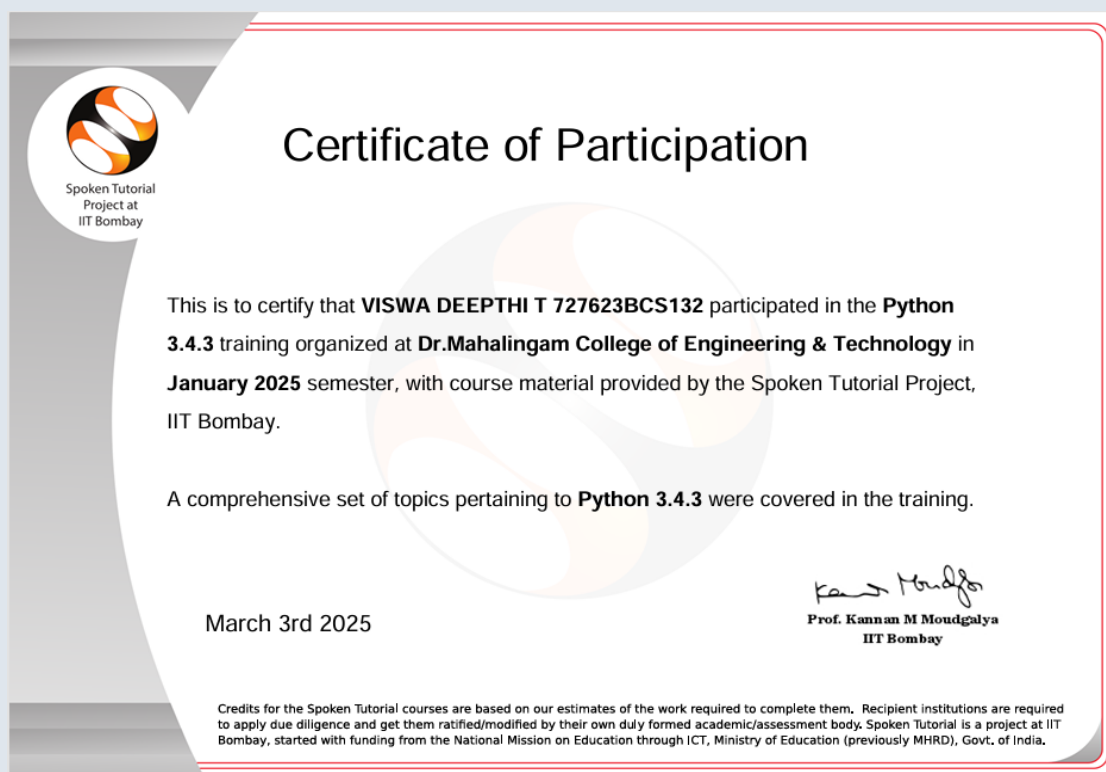 Spoken Tutorial
Project at
IIT Bombay
Certificate of Participation
This is to certify that VISWA DEEPTHI T 727623BCS132 participated in the Python
3.4.3 training organized at Dr.Mahalingam College of Engineering & Technology in
January 2025 semester, with course material provided by the Spoken Tutorial Project,
IIT Bombay.
A comprehensive set of topics pertaining to Python 3.4.3 were covered in the training.
March 3rd 2025
Kannan Moudgalya
Prof. Kannan M Moudgalya
IIT Bombay
Credits for the Spoken Tutorial courses are based on our estimates of the work required to complete them. Recipient institutions are required
to apply due diligence and get them ratified/modified by their own duly formed academic/assessment body. Spoken Tutorial is a project at IIT
Bombay, started with funding from the National Mission on Education through ICT, Ministry of Education (previously MHRD), Govt. of India.